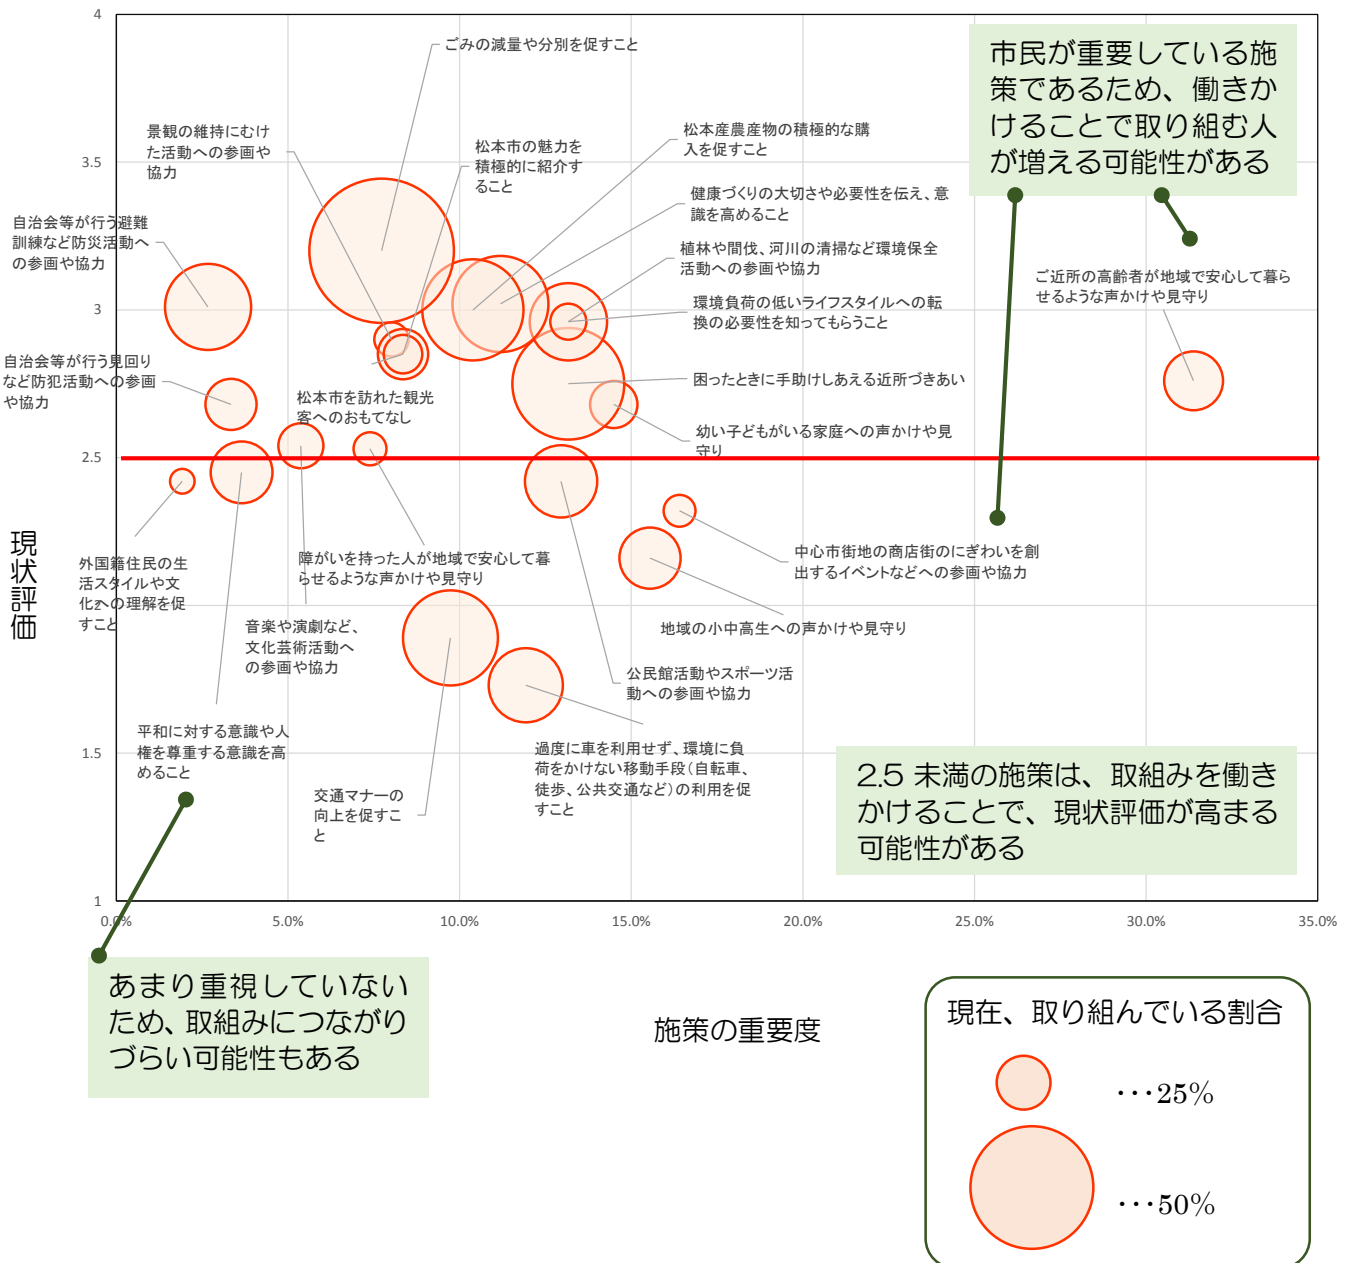 4
3.5
3
2.5
2
1.5
1
0.0%
5.0%
10.0%
15.0%
20.0%
25.0%
30.0%
35.0%
現状評価
施策の重要度
ごみの減量や分別を促すこと
景観の維持にむけ
た活動への参画や
協力
松本市の魅力を
積極的に紹介す
ること
松本産農産物の積極的な購
入を促すこと
健康づくりの大切さや必要性を伝え、意
識を高めること
植林や間伐、河川の清掃など環境保全
活動への参画や協力
環境負荷の低いライフスタイルへの転
換の必要性を知ってもらうこと
自治会等が行う避難
訓練など防災活動へ
の参画や協力
自治会等が行う見回り
など防犯活動への参画
や協力
松本市を訪れた観光
客へのおもてなし
困ったときに手助けしあえる近所づきあい
幼い子どもがいる家庭への声かけや見
守り
ご近所の高齢者が地域で安心して暮ら
せるような声かけや見守り
外国籍住民の生
活スタイルや文
化への理解を促
すこと
障がいを持った人が地域で安心して暮
らせるような声かけや見守り
音楽や演劇など、
文化芸術活動へ
の参画や協力
中心市街地の商店街のにぎわいを創
出するイベントなどへの参画や協力
地域の小中高生への声かけや見守り
公民館活動やスポーツ活
動への参画や協力
平和に対する意識や人
権を尊重する意識を高
めること
交通マナーの
向上を促すこ
と
過度に車を利用せず、環境に負
荷をかけない移動手段(自転車、
徒歩、公共交通など)の利用を促
すこと
市民が重要している施
策であるため、働きか
けることで取り組む人
が増える可能性がある
2.5 未満の施策は、取組みを働き
かけることで、現状評価が高まる
可能性がある
あまり重視していない
ため、取組みにつながり
づらい可能性もある
現在、取り組んでいる割合
…25%
…50%